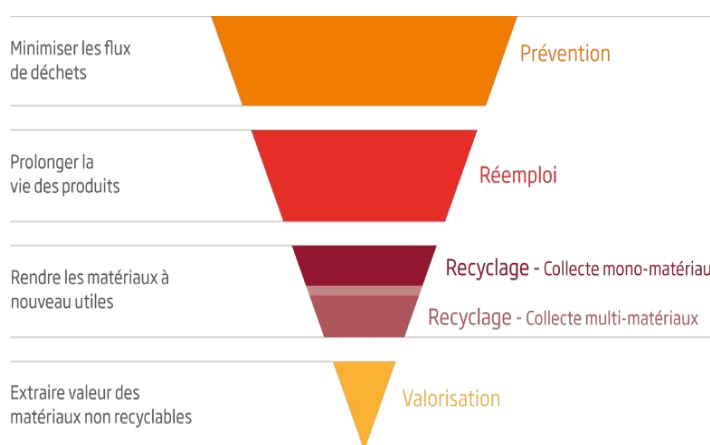 Minimiser les flux
de déchets
Prévention
Prolonger la
vie des produits
Réemploi
Rendre les matériaux à
nouveau utiles
Recyclage - Collecte mono-matériau
Recyclage - Collecte multi-matériaux
Extraire valeur des
matériaux non recyclables
Valorisation